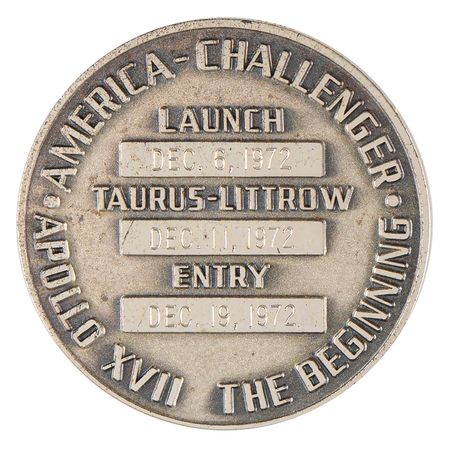 AMERICA-CHALLENGER
LAUNCH
DEC. 6, 1972
TAURUS-LITTROW
DEC. 11, 1972
ENTRY
DEC. 19, 1972
APOLLO XVII THE BEGINNING